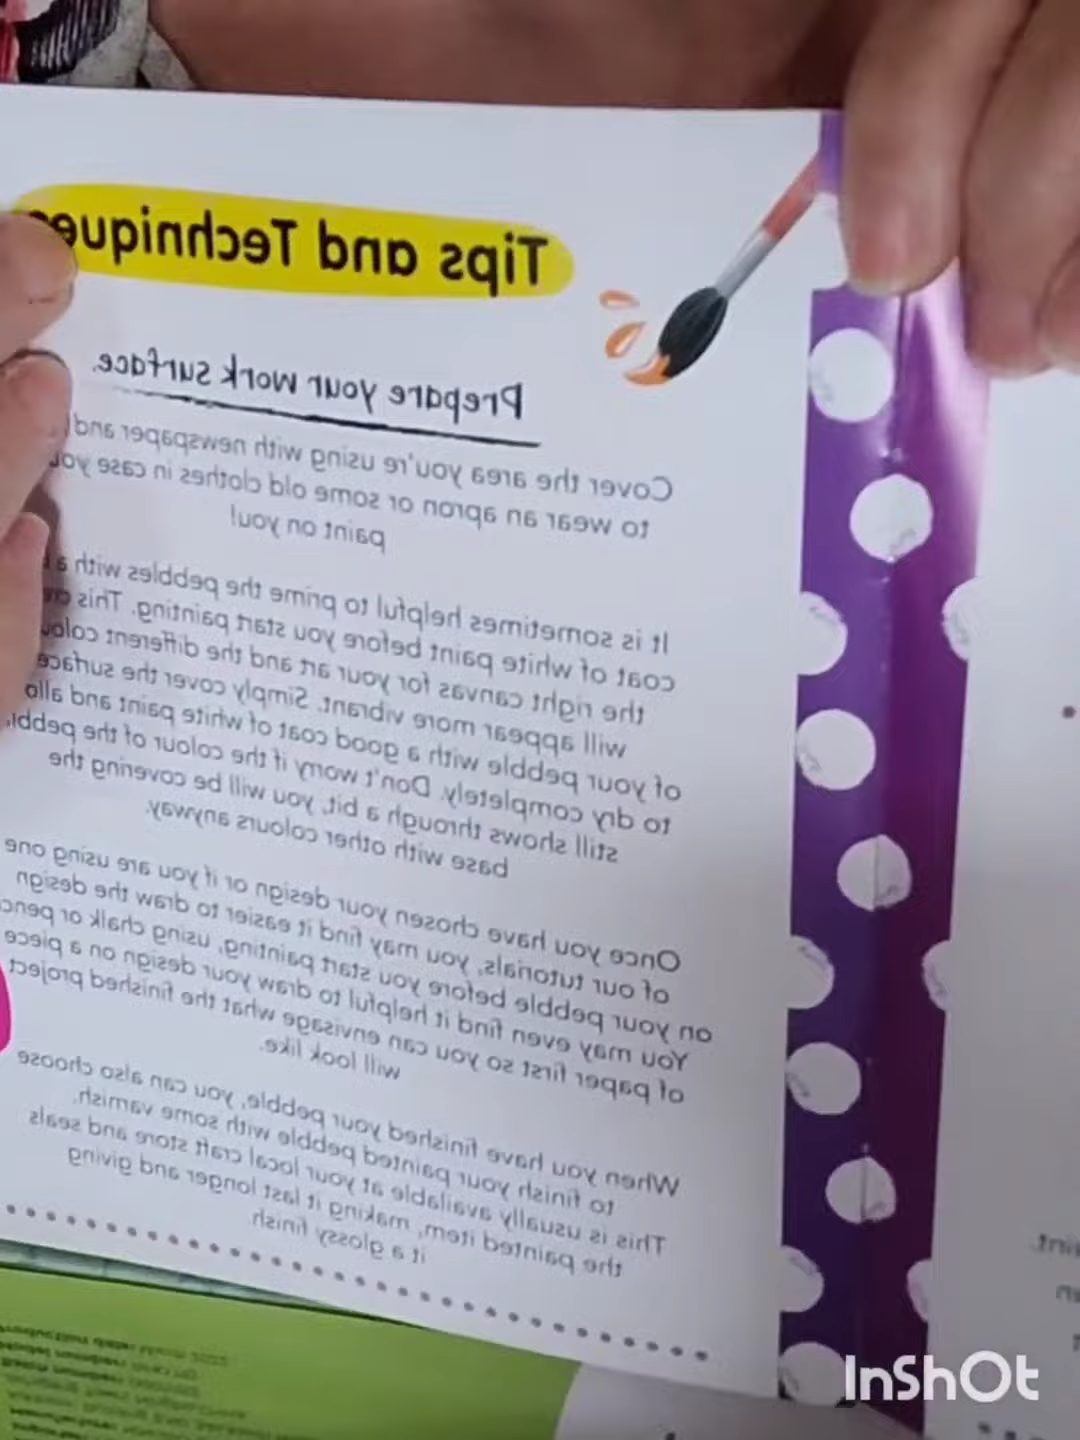 Tips and Technique
Prepare your work surface.
Cover the area you're using with newspaper and
to wear an apron or some old clothes in case you
paint on you!
It is sometimes helpful to prime the pebbles with a
coat of white paint before you start painting. This
the right canvas for your art and the different colou
will appear more vibrant. Simply cover the surface
of your pebble with a good coat of white paint and allo
to dry completely. Don't worry if the colour of the pebbl
still shows through a bit, you will be covering the
base with other colours anyway.
Once you have chosen your design or if you are using one
of our tutorials, you may find it easier to draw the design
on your pebble before you start painting, using chalk or penc
You may even find it helpful to draw your design on a piece
of paper first so you can envisage what the finished project
will look like.
When you have finished your pebble, you can also choose
to finish your painted pebble with some varnish.
This is usually available at your local craft store and seals
the painted item, making it last longer and giving
it a glossy finish
InShOt